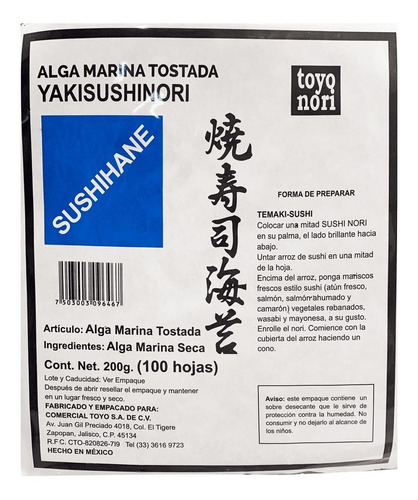 ALGA MARINA TOSTADA
YAKISUSHINORI
toyo
nori
SUSHIHANE
焼寿司海苔
7 503003 096467
FORMA DE PREPARAR
TEMAKI-SUSHI
Colocar una mitad SUSHI NORI
en su palma, el lado brillante hacia
abajo.
Untar arroz de sushi en una mitad
de la hoja.
Encima del arroz, ponga mariscos
frescos estilo sushi (atún fresco,
salmón, salmónrahumado y
camarón) vegetales rebanados,
wasabi y mayonesa, a su gusto.
Enrolle el nori. Comience con la
cubierta del arroz haciendo un
cono.
Artículo: Alga Marina Tostada
Ingredientes: Alga Marina Seca
Cont. Net. 200g. (100 hojas)
Lote y Caducidad: Ver Empaque
Después de abrir resellar el empaque y mantener
en un lugar fresco y seco.
FABRICADO Y EMPACADO PARA:
COMERCIAL TOYO S.A. DE C.V.
Av. Juan Gil Preciado 4018, Col. El Tigere
Zapopan, Jalisco, C.P. 45134
R.F.C. CTO-820826-7I9 Tel (33) 3616 9723
HECHO EN MÉXICO
Aviso: este empaque contiene un
sobre desecante que le sirve de
protección contra la humedad. No
consumir y no dejarlo al alcance de
los niños.